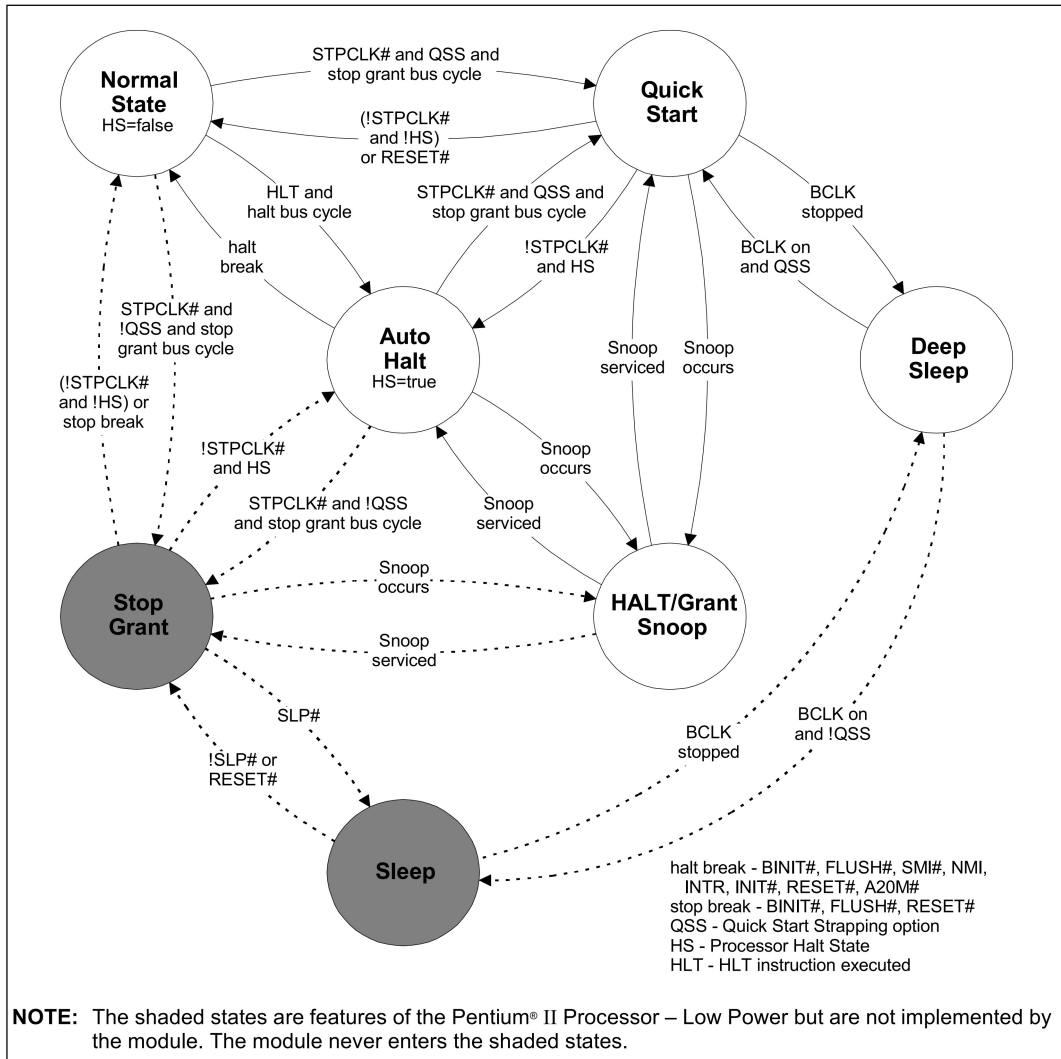 STPCLK# and QSS and
stop grant bus cycle
Normal
State
HS=false
Quick
Start
(!STPCLK#
and !HS)
or RESET#
HLT and
halt bus cycle
STPCLK# and QSS and
stop grant bus cycle
BCLK
stopped
halt
break
!STPCLK#
and HS
BCLK on
and QSS
STPCLK# and
!QSS and stop
grant bus cycle
Auto
Halt
HS=true
Snoop
serviced
Snoop
occurs
Deep
Sleep
(!STPCLK#
and !HS) or
stop break
!STPCLK#
and HS
Snoop
occurs
STPCLK# and !QSS
and stop grant bus cycle
Snoop
serviced
Stop
Grant
Snoop
occurs
HALT/Grant
Snoop
Snoop
serviced
SLP#
BCLK
stopped
BCLK on
and !QSS
!SLP# or
RESET#
Sleep
halt break - BINIT#, FLUSH#, SMI#, NMI,
INTR, INIT#, RESET#, A20M#
stop break - BINIT#, FLUSH#, RESET#
QSS - Quick Start Strapping option
HS - Processor Halt State
HLT - HLT instruction executed
NOTE: The shaded states are features of the Pentium® II Processor – Low Power but are not implemented by
the module. The module never enters the shaded states.